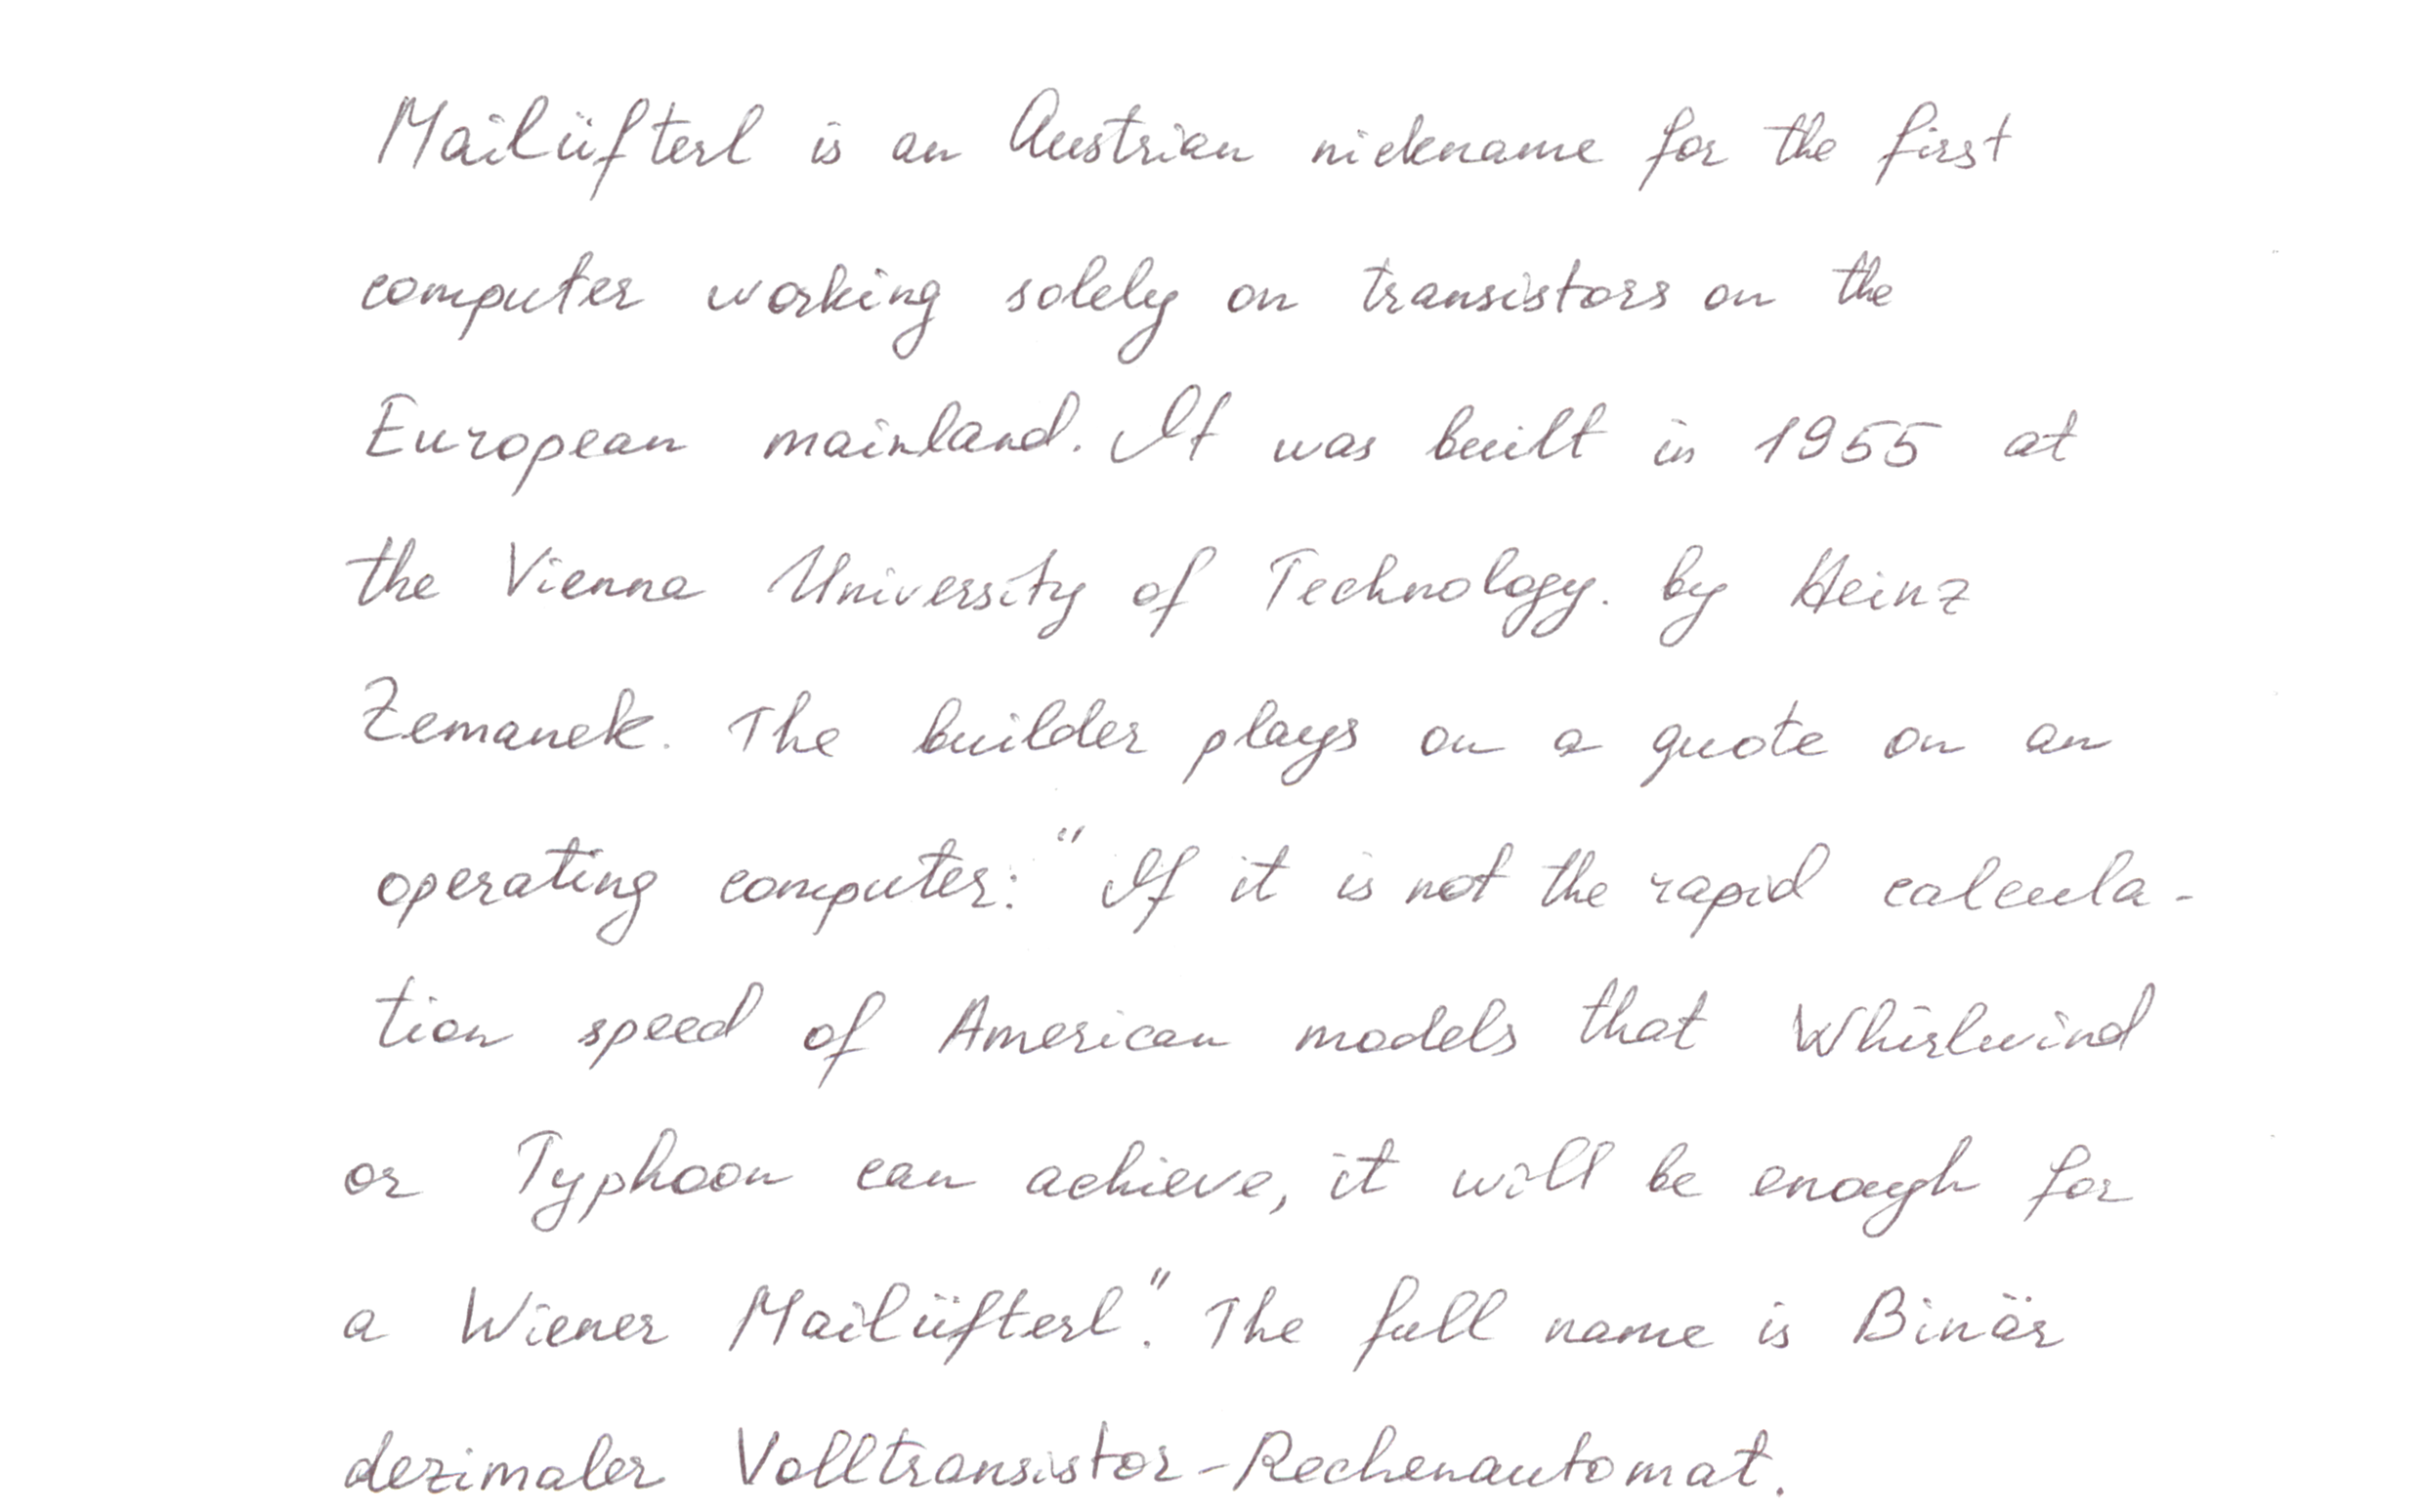 Mailüfterl is an Austrian nickname for the first
computer working solely on transistors on the
European mainland. It was built in 1955 at
the Vienna University of Technology. by Heinz
Zemanek. The builder plays on a quote on an
operating computer: "If it is not the rapid calcula-
tion speed of American models that Whirlwind
or Typhoon can achieve, it will be enough for
a Wiener Mailüfterl". The full name is Binär
dezimaler Volltransistor-Rechenautomat.